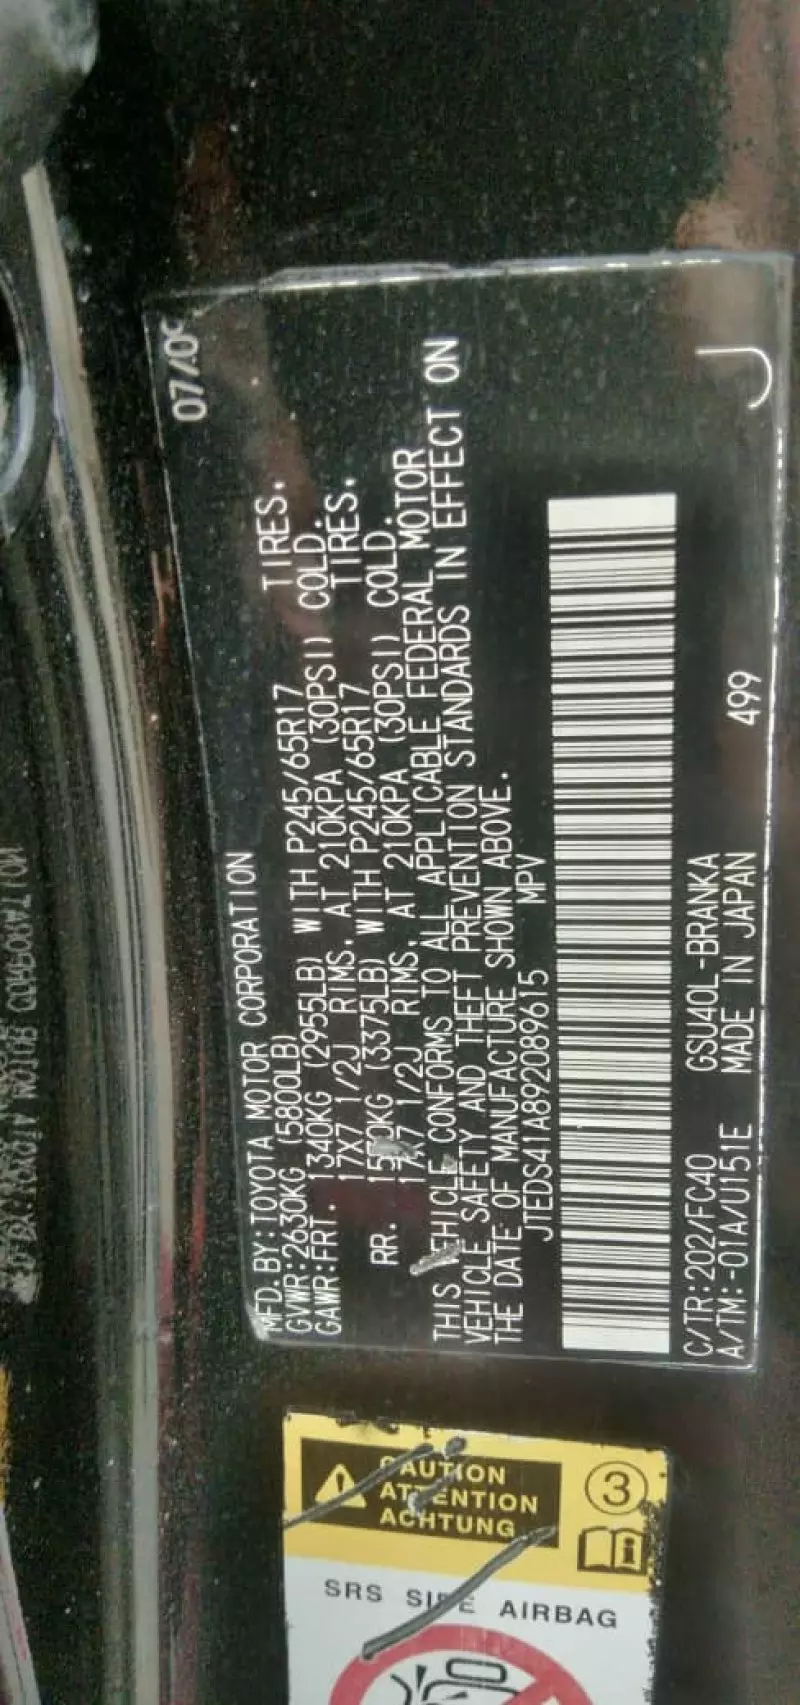 07/09
MFD.BY:TOYOTA MOTOR CORPORATION
GVWR:2630KG (5800LB)
GAWR:FRT. 1340KG (2955LB) WITH P245/65R17 TIRES.
17X7 1/2J RIMS, AT 210KPA (30PSI) COLD.
RR. (3375LB) WITH P245/65R17 TIRES.
17X7 1/2J RIMS, AT 210KPA (30PSI) COLD.
THIS VEHICLE CONFORMS TO ALL APPLICABLE FEDERAL MOTOR
VEHICLE SAFETY AND THEFT PREVENTION STANDARDS IN EFFECT ON
THE DATE OF MANUFACTURE SHOWN ABOVE.
JTEDS41A892089615 MPV
C/TR:202/FC40 GSU40L-BRANKA 499
A/TM:-01A/U151E MADE IN JAPAN
J
CAUTION
ATTENTION
ACHTUNG
3
SRS SIDE AIRBAG